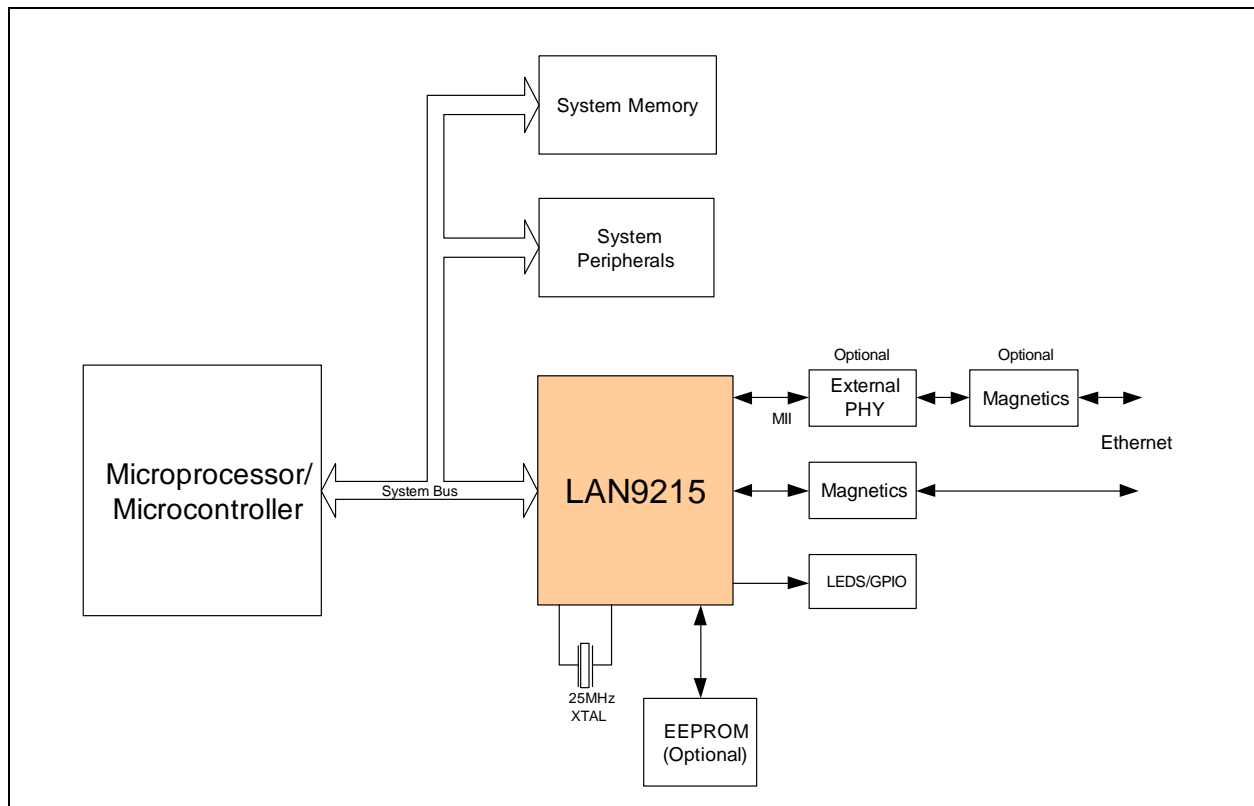 System Memory
System
Peripherals
Microprocessor/
Microcontroller
System Bus
LAN9215
MII
Optional
External
PHY
Optional
Magnetics
Ethernet
Magnetics
LEDS/GPIO
25MHz
XTAL
EEPROM
(Optional)